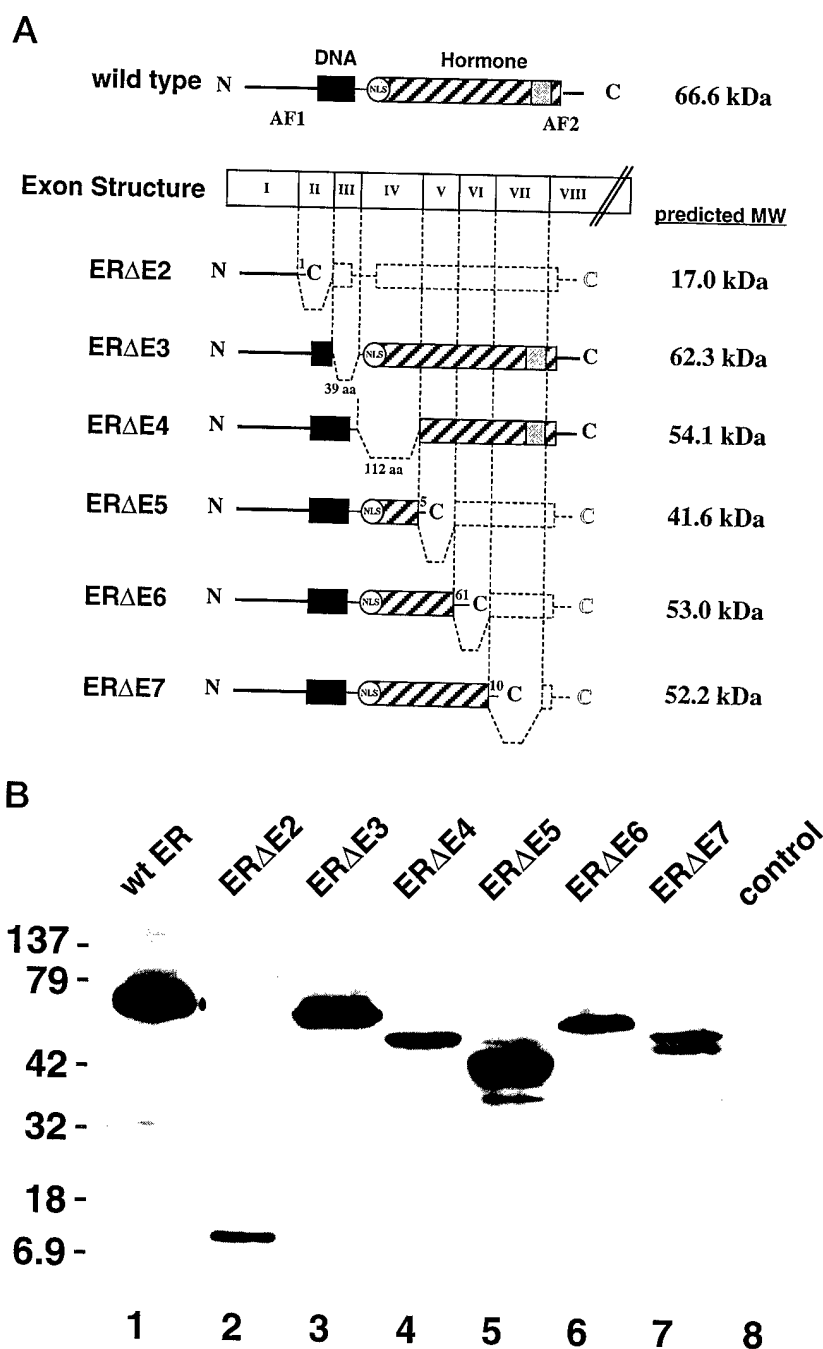 A
DNA Hormone
wild type N NLS C 66.6 kDa
AF1 AF2
Exon Structure I II III IV V VI VII VIII
predicted MW
ERΔE2 N 1 C C 17.0 kDa
ERΔE3 N NLS C 62.3 kDa
39 aa
ERΔE4 N C 54.1 kDa
112 aa
ERΔE5 N NLS 5 C C 41.6 kDa
ERΔE6 N NLS 61 C C 53.0 kDa
ERΔE7 N NLS 10 C C 52.2 kDa
B
wt ER ERΔE2 ERΔE3 ERΔE4 ERΔE5 ERΔE6 ERΔE7 control
137 -
79 -
42 -
32 -
18 -
6.9 -
1 2 3 4 5 6 7 8